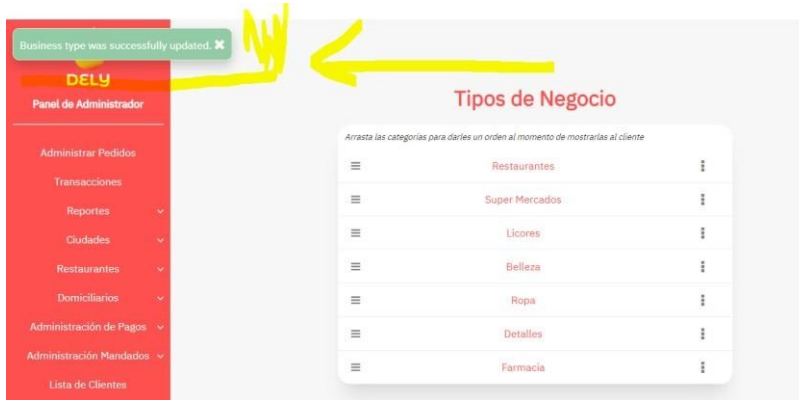 Business type was successfully updated. ✖
DELY
Panel de Administrador
Administrar Pedidos
Transacciones
Reportes
Ciudades
Restaurantes
Domiciliarios
Administración de Pagos
Administración Mandados
Lista de Clientes
Tipos de Negocio
Arrasta las categorías para darles un orden al momento de mostrarlas al cliente
Restaurantes
Super Mercados
Licores
Belleza
Ropa
Detalles
Farmacia